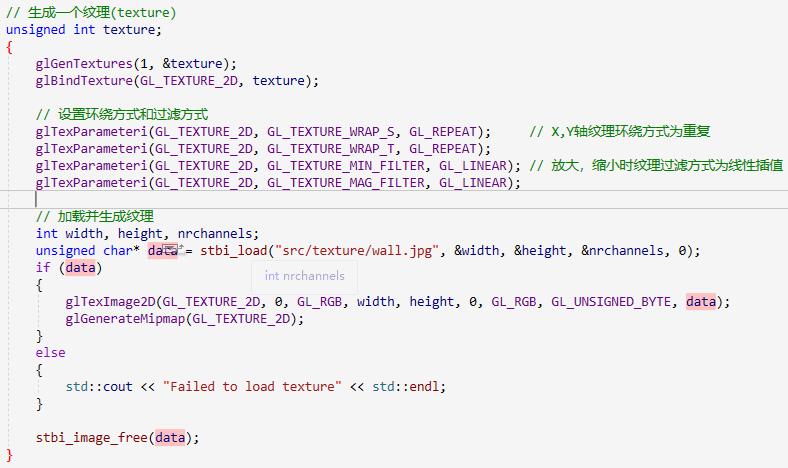 // 生成一个纹理(texture)
unsigned int texture;
{
glGenTextures(1, &texture);
glBindTexture(GL_TEXTURE_2D, texture);
// 设置环绕方式和过滤方式
glTexParameteri(GL_TEXTURE_2D, GL_TEXTURE_WRAP_S, GL_REPEAT); // X,Y轴纹理环绕方式为重复
glTexParameteri(GL_TEXTURE_2D, GL_TEXTURE_WRAP_T, GL_REPEAT);
glTexParameteri(GL_TEXTURE_2D, GL_TEXTURE_MIN_FILTER, GL_LINEAR); // 放大，缩小时纹理过滤方式为线性插值
glTexParameteri(GL_TEXTURE_2D, GL_TEXTURE_MAG_FILTER, GL_LINEAR);
// 加载并生成纹理
int width, height, nrchannels;
unsigned char* data = stbi_load("src/texture/wall.jpg", &width, &height, &nrchannels, 0);
if (data)
int nrchannels
{
glTexImage2D(GL_TEXTURE_2D, 0, GL_RGB, width, height, 0, GL_RGB, GL_UNSIGNED_BYTE, data);
glGenerateMipmap(GL_TEXTURE_2D);
}
else
{
std::cout << "Failed to load texture" << std::endl;
}
stbi_image_free(data);
}